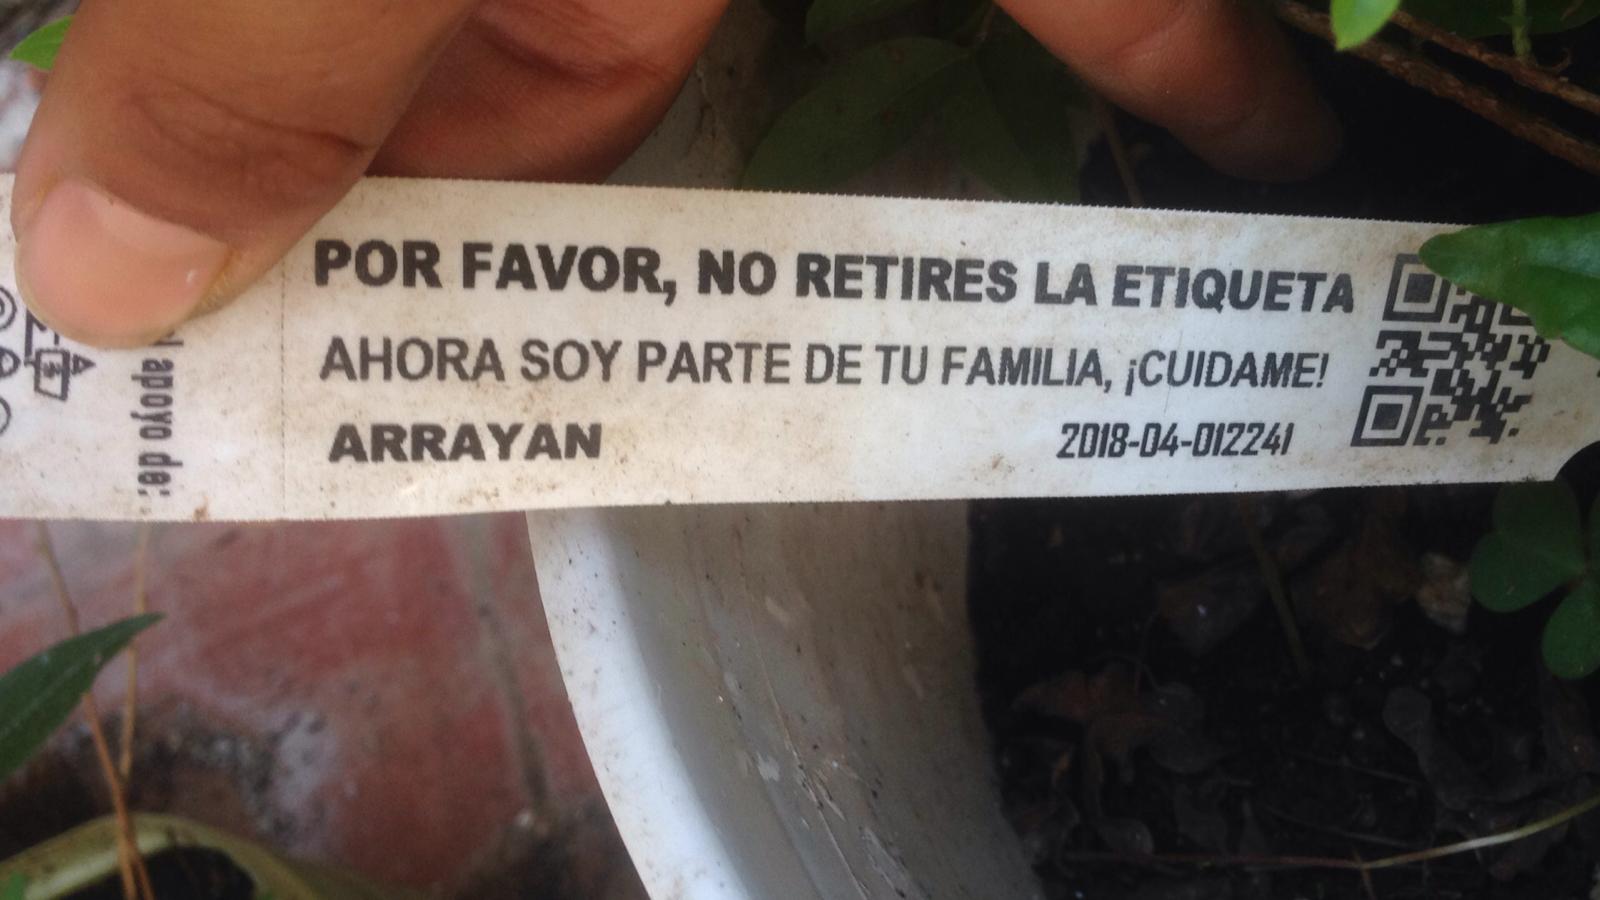 POR FAVOR, NO RETIRES LA ETIQUETA
AHORA SOY PARTE DE TU FAMILIA, ¡CUIDAME!
ARRAYAN 2018-04-012241
apoyo de: